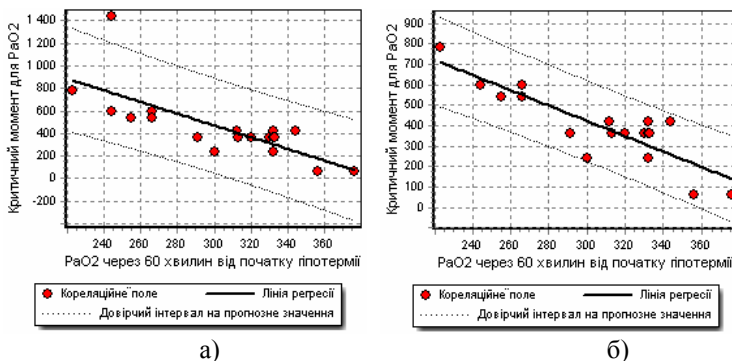 Критичний момент для PaO2
1 400
1 200
1 000
800
600
400
200
0
-200
240 260 280 300 320 340 360
PaO2 через 60 хвилин від початку гіпотермії
Кореляційне поле Лінія регресії
Довірчий інтервал на прогнозне значення
а)
Критичний момент для PaO2
900
800
700
600
500
400
300
200
100
0
240 260 280 300 320 340 360
PaO2 через 60 хвилин від початку гіпотермії
Кореляційне поле Лінія регресії
Довірчий інтервал на прогнозне значення
б)